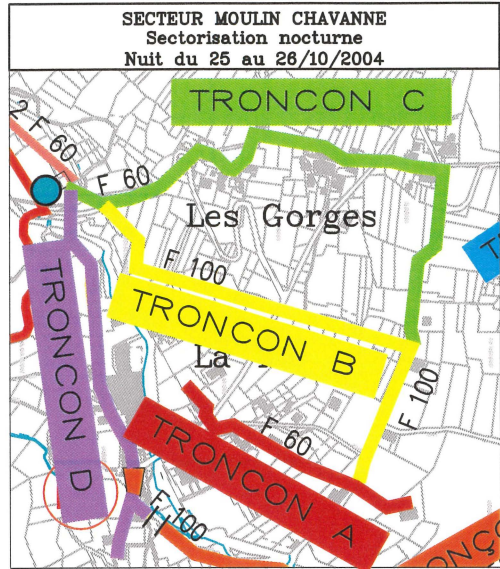 SECTEUR MOULIN CHAVANNE
Sectorisation nocturne
Nuit du 25 au 26/10/2004
TRONCON C
2 F 60
F 60
Les Gorges
F 100
TRONCON B
La
F 100
TRONCON D
F 60
TRONCON A
F 100